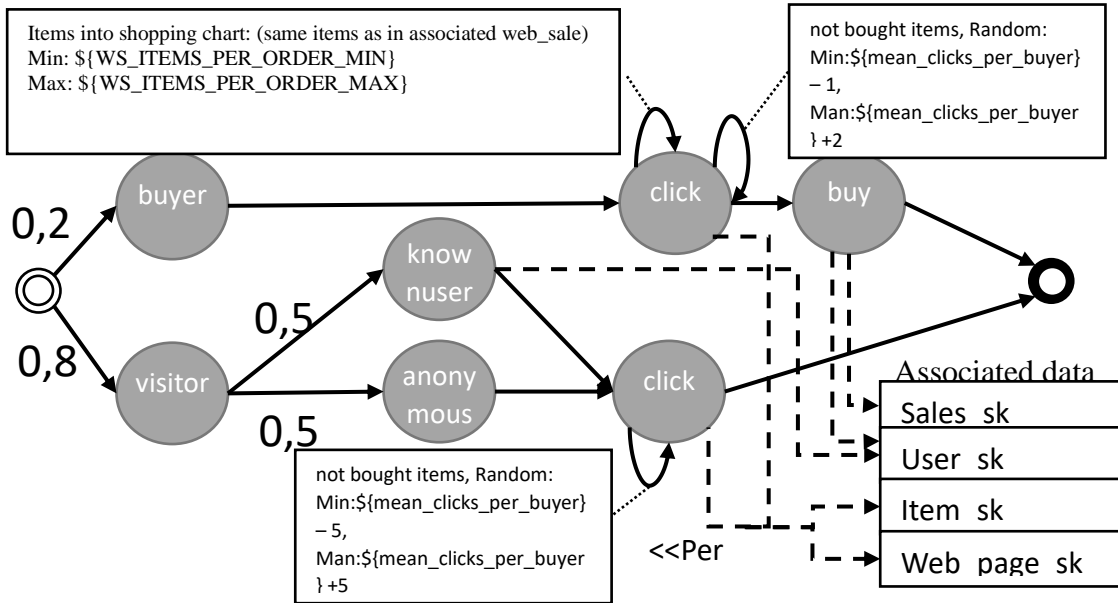 Items into shopping chart: (same items as in associated web_sale)
Min: ${WS_ITEMS_PER_ORDER_MIN}
Max: ${WS_ITEMS_PER_ORDER_MAX}
not bought items, Random:
Min:${mean_clicks_per_buyer}
– 1,
Man:${mean_clicks_per_buyer
} +2
buyer
click
buy
0,2
know
nuser
0,5
0,8
visitor
anony
mous
click
0,5
Associated data
Sales sk
User sk
Item sk
Web page sk
not bought items, Random:
Min:${mean_clicks_per_buyer}
– 5,
Man:${mean_clicks_per_buyer
} +5
<<Per